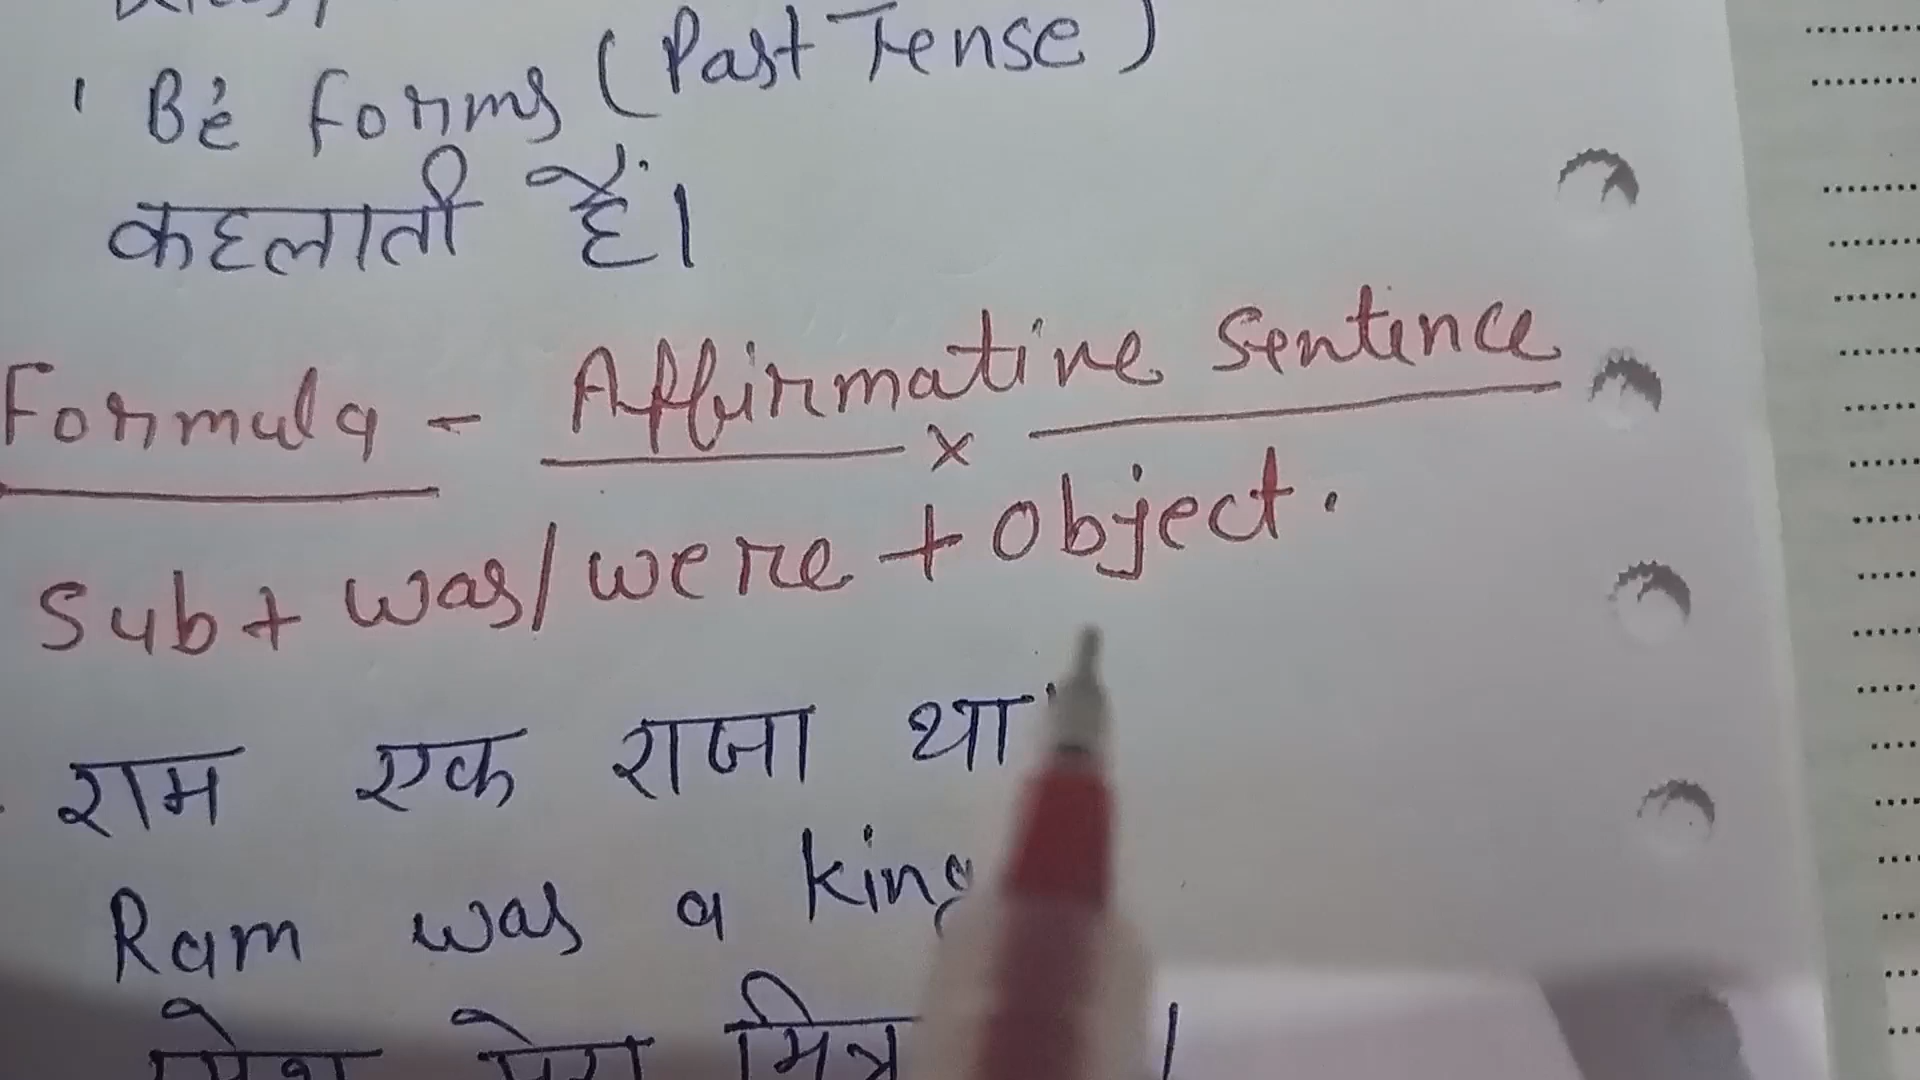 Be forms (Past Tense)
कहलाती हैं।
Formula - Affirmative Sentence
Sub + was/were + Object.
राम एक राजा था
Ram was a king
मेरा मित्र